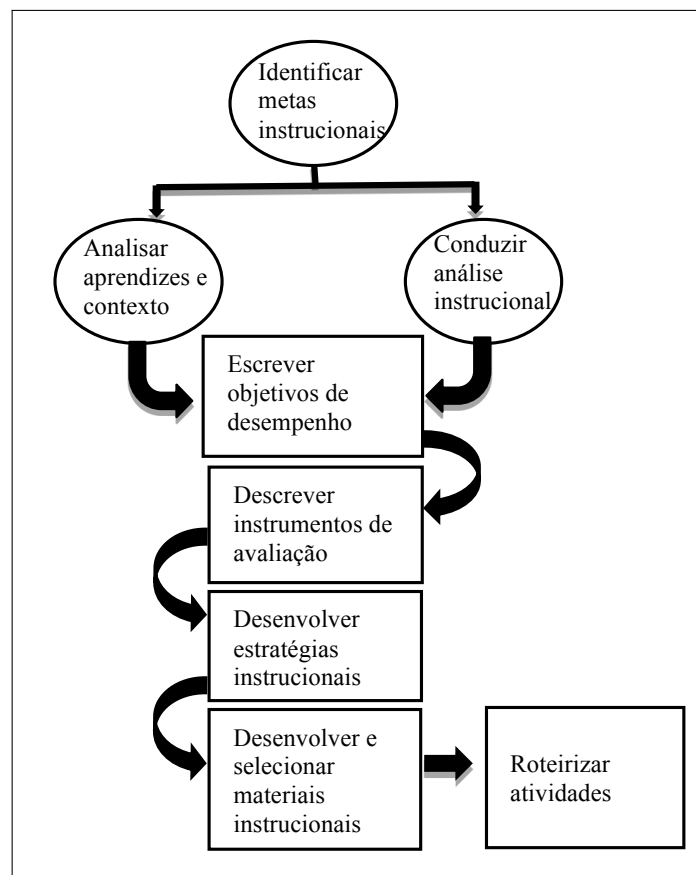 Identificar
metas
instrucionais
Analisar
aprendizes e
contexto
Conduzir
análise
instrucional
Escrever
objetivos de
desempenho
Descrever
instrumentos de
avaliação
Desenvolver
estratégias
instrucionais
Desenvolver e
selecionar
materiais
instrucionais
Roteirizar
atividades